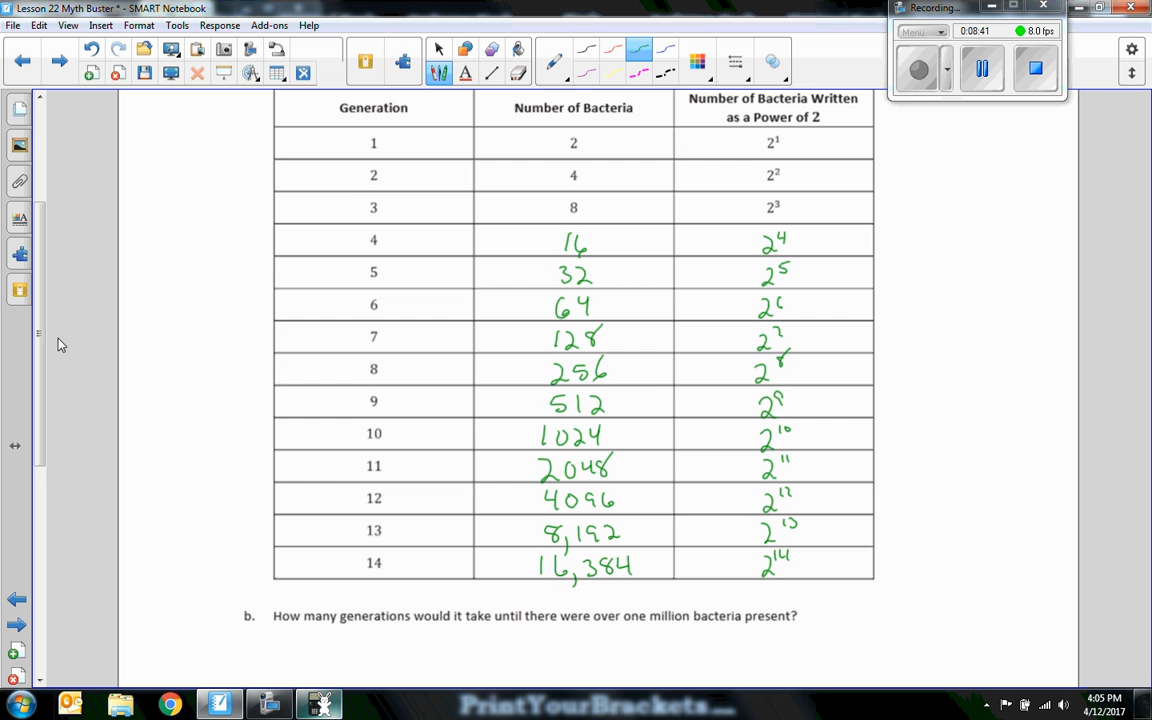 Lesson 22 Myth Buster * - SMART Notebook
Recording...
File Edit View Insert Format Tools Response Add-ons Help
Menu 0:08:41 8.0 fps
Generation Number of Bacteria Number of Bacteria Written
as a Power of 2
1 2 2¹
2 4 2²
3 8 2³
4 16 2⁴
5 32 2⁵
6 64 2⁶
7 128 2⁷
8 256 2⁸
9 512 2⁹
10 1024 2¹⁰
11 2048 2¹¹
12 4096 2¹²
13 8,192 2¹³
14 16,384 2¹⁴
b. How many generations would it take until there were over one million bacteria present?
PrintYourBrackets.com
4:05 PM
4/12/2017